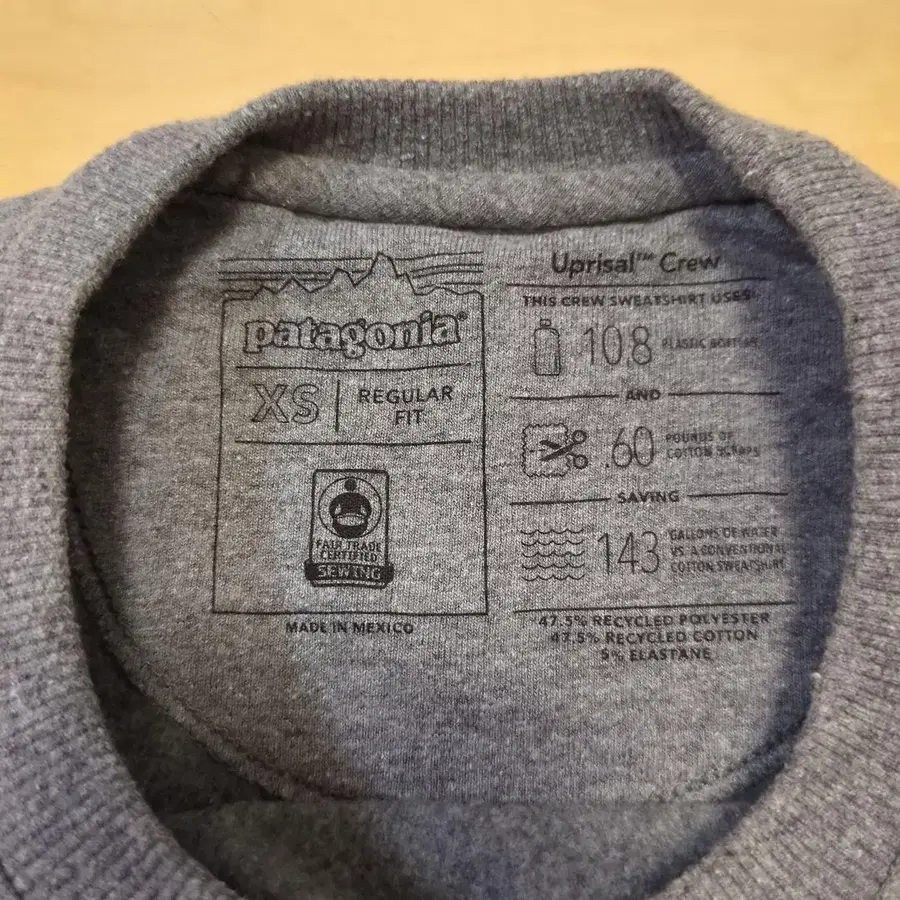 patagonia®
XS
REGULAR
FIT
FAIR TRADE
CERTIFIED
SEWING
MADE IN MEXICO
Uprisal™ Crew
THIS CREW SWEATSHIRT USES
10.8 PLASTIC BOTTLES
AND
.60 POUNDS OF
COTTON SCRAPS
SAVING
143 GALLONS OF WATER
VS. A CONVENTIONAL
COTTON SWEATSHIRT
47.5% RECYCLED POLYESTER
47.5% RECYCLED COTTON
5% ELASTANE